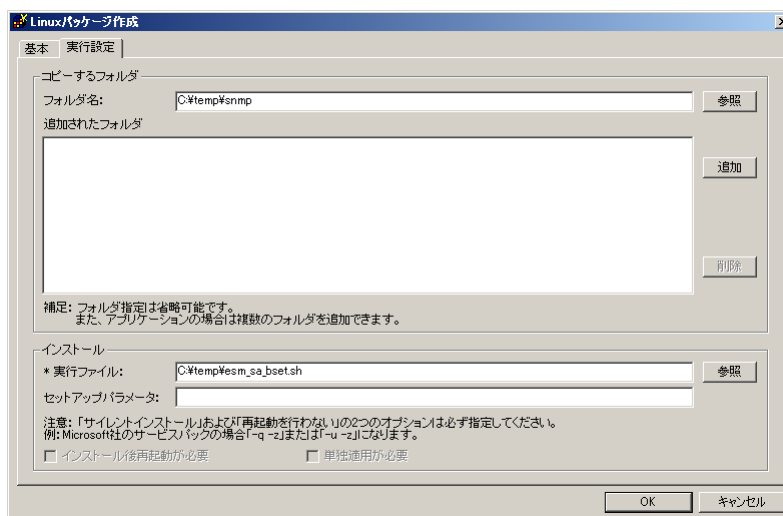 Linuxパッケージ作成
基本 実行設定
コピーするフォルダ
フォルダ名: C:¥temp¥snmp 参照
追加されたフォルダ
追加
削除
補足: フォルダ指定は省略可能です。
また、アプリケーションの場合は複数のフォルダを追加できます。
インストール
* 実行ファイル: C:¥temp¥esm_sa_bset.sh 参照
セットアップパラメータ:
注意: 「サイレントインストール」および「再起動を行わない」の2つのオプションは必ず指定してください。
例: Microsoft社のサービスパックの場合「-q -z」または「-u -z」になります。
インストール後再起動が必要 単独適用が必要
OK キャンセル